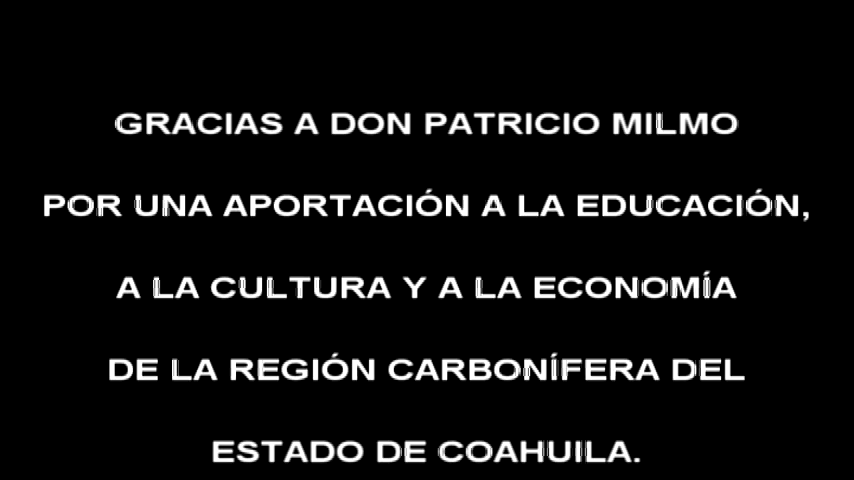 GRACIAS A DON PATRICIO MILMO
POR UNA APORTACIÓN A LA EDUCACIÓN,
A LA CULTURA Y A LA ECONOMÍA
DE LA REGIÓN CARBONÍFERA DEL
ESTADO DE COAHUILA.